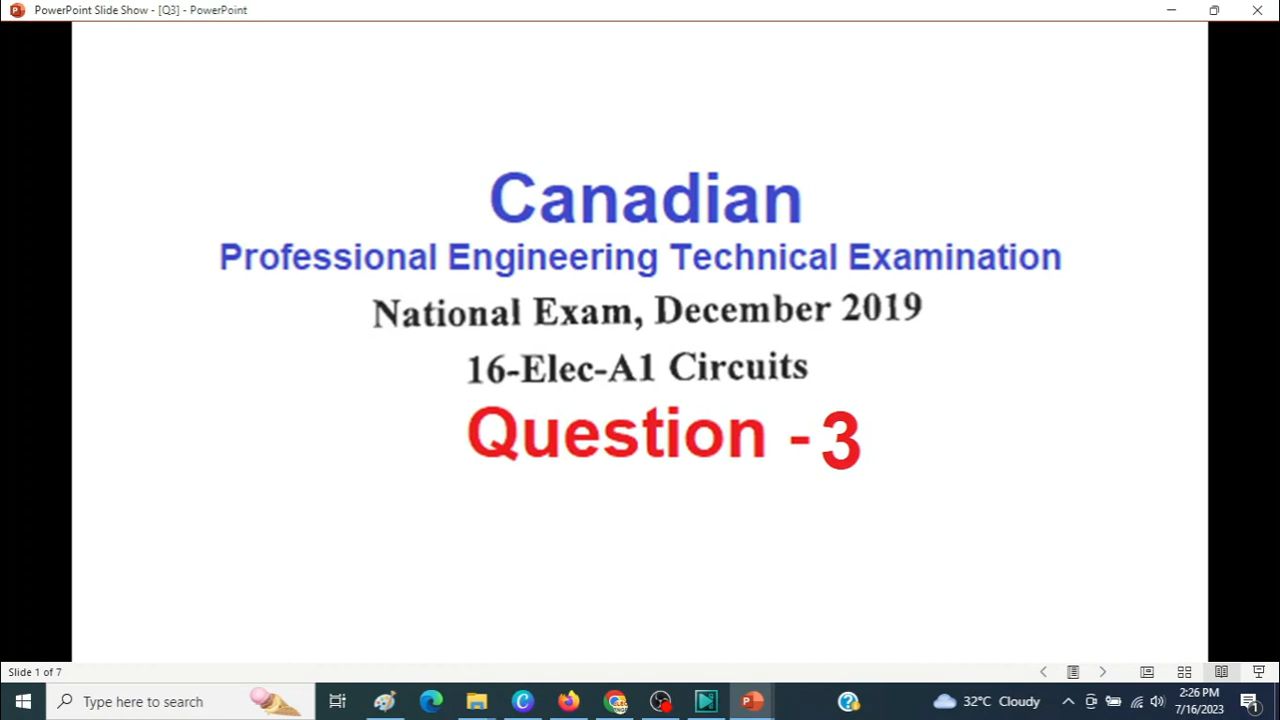 PowerPoint Slide Show - [Q3] - PowerPoint
Canadian
Professional Engineering Technical Examination
National Exam, December 2019
16-Elec-A1 Circuits
Question - 3
Slide 1 of 7
Type here to search
32°C Cloudy
2:26 PM
7/16/2023